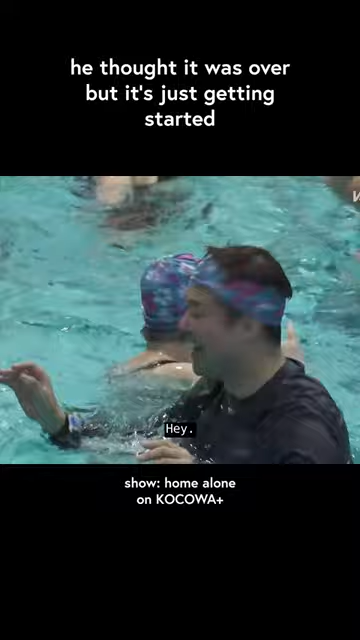 he thought it was over
but it's just getting
started
Hey.
show: home alone
on KOCOWA+